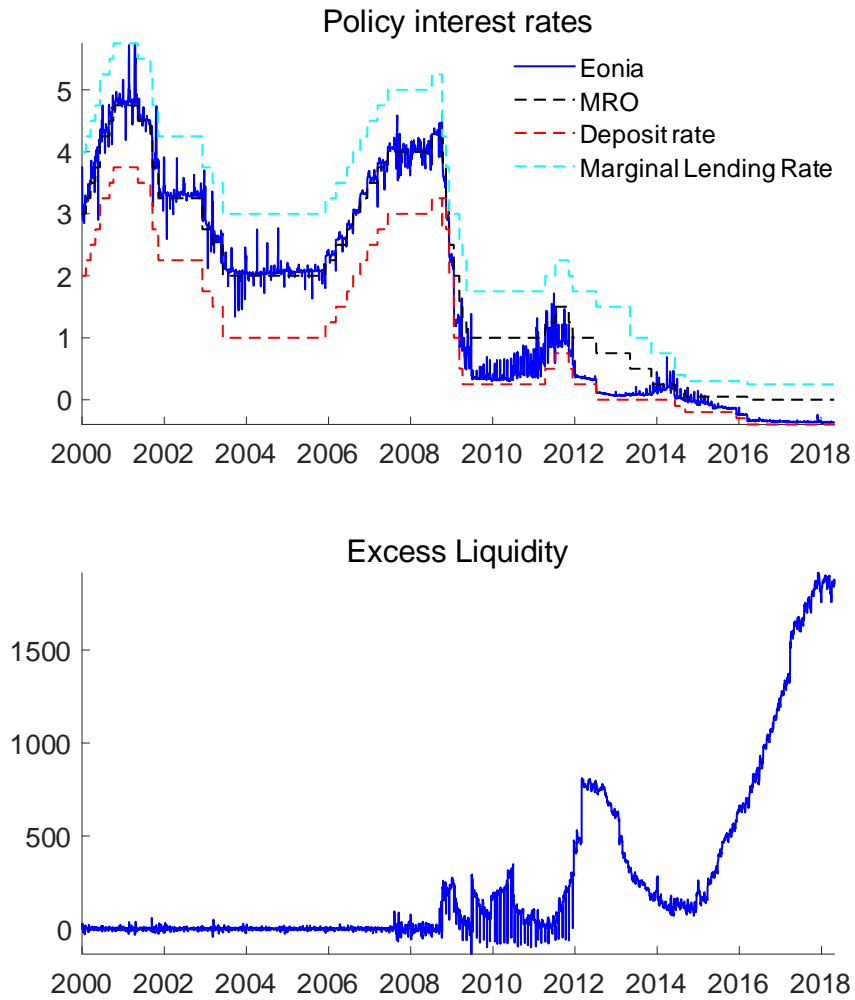 Policy interest rates
Eonia
MRO
Deposit rate
Marginal Lending Rate
5
4
3
2
1
0
2000 2002 2004 2006 2008 2010 2012 2014 2016 2018
Excess Liquidity
1500
1000
500
0
2000 2002 2004 2006 2008 2010 2012 2014 2016 2018